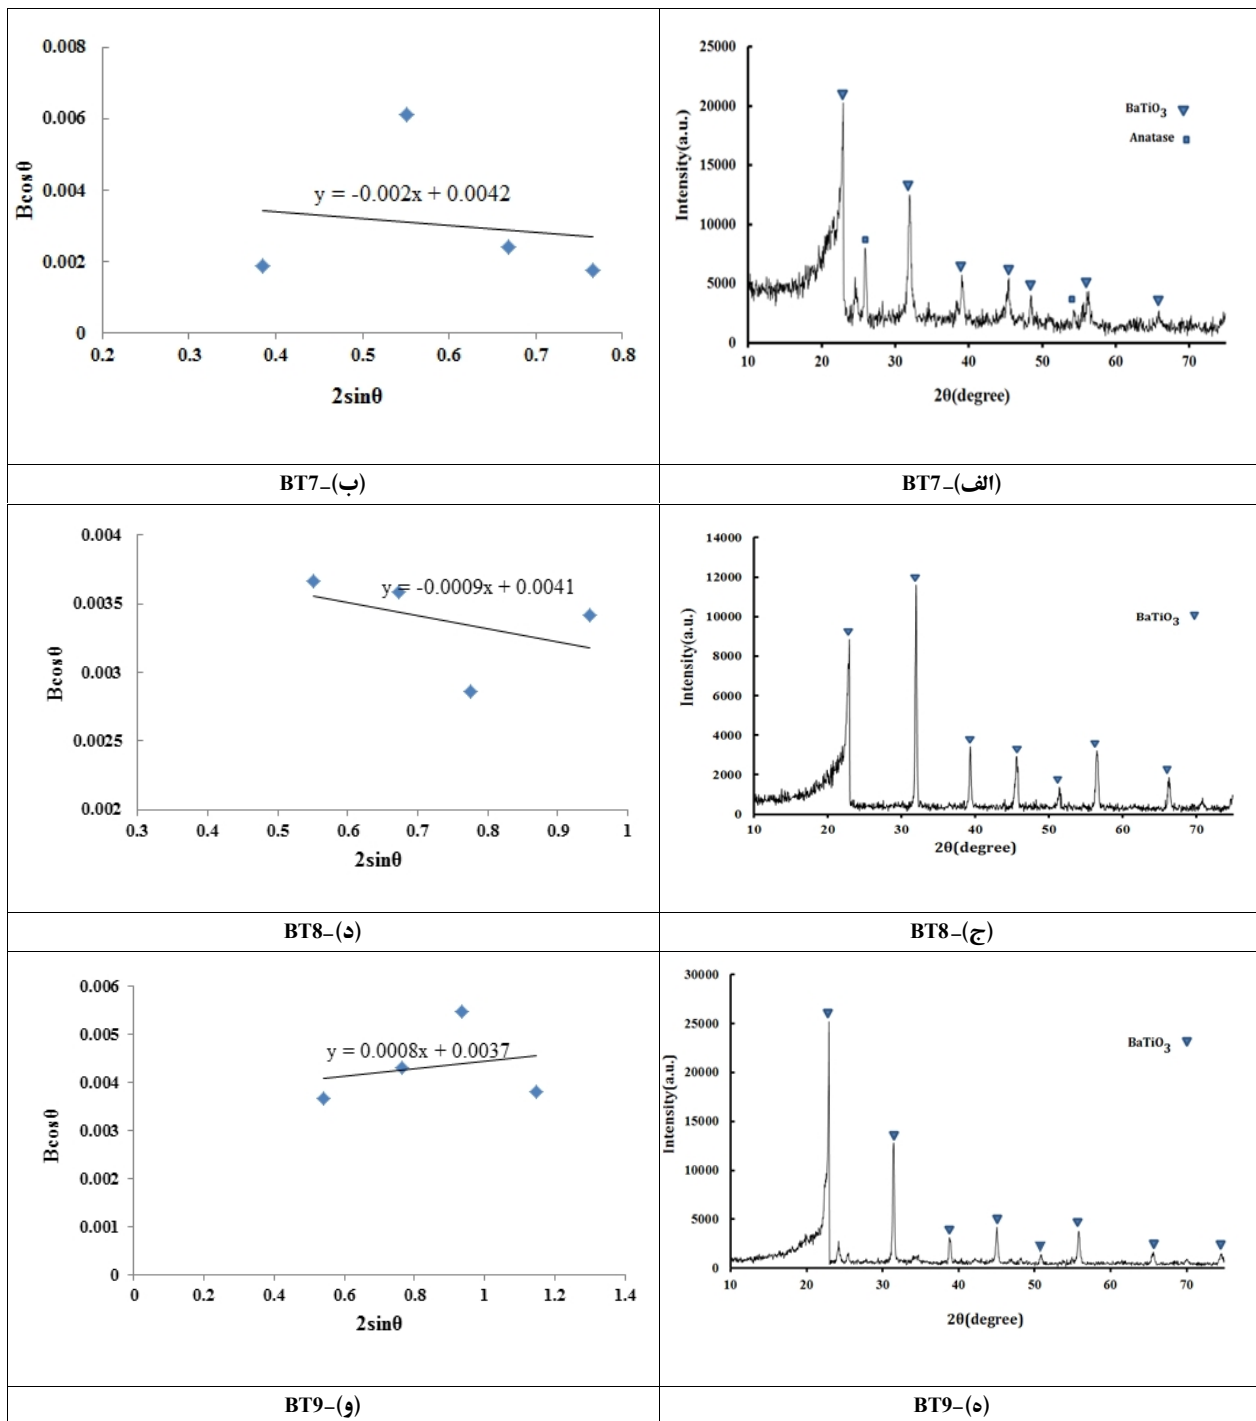 0.008
0.006
0.004
0.002
0
0.2 0.3 0.4 0.5 0.6 0.7 0.8
Bcosθ
y = -0.002x + 0.0042
2sinθ
25000
20000
15000
10000
5000
0
10 20 30 40 50 60 70
Intensity(a.u.)
BaTiO3
Anatase
2θ(degree)
(ب)-BT7
(الف)-BT7
0.004
0.0035
0.003
0.0025
0.002
0.3 0.4 0.5 0.6 0.7 0.8 0.9 1
Bcosθ
y = -0.0009x + 0.0041
2sinθ
14000
12000
10000
8000
6000
4000
2000
0
10 20 30 40 50 60 70
Intensity(a.u.)
BaTiO3
2θ(degree)
(د)-BT8
(ج)-BT8
0.006
0.005
0.004
0.003
0.002
0.001
0
0 0.2 0.4 0.6 0.8 1 1.2 1.4
Bcosθ
y = 0.0008x + 0.0037
2sinθ
30000
25000
20000
15000
10000
5000
0
10 20 30 40 50 60 70
Intensity(a.u.)
BaTiO3
2θ(degree)
(و)-BT9
(ه)-BT9